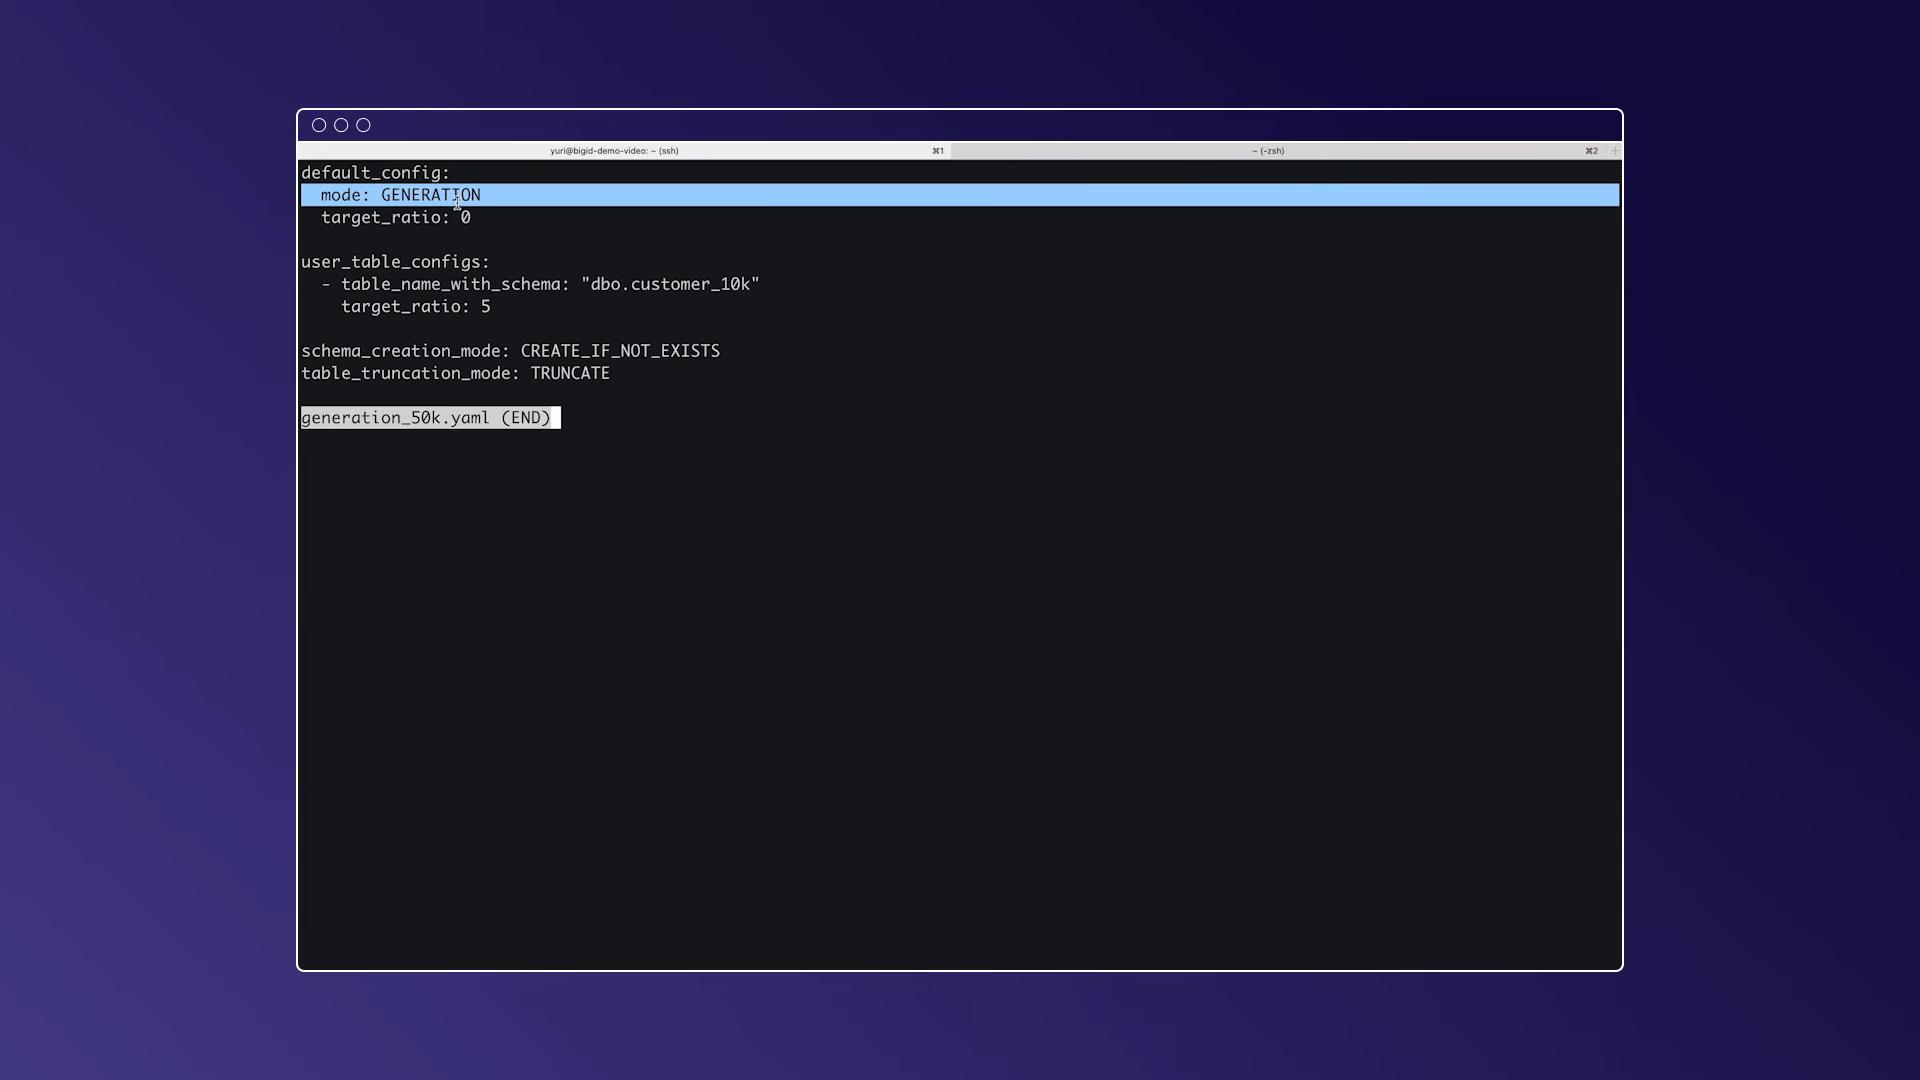 yuri@bigid-demo-video: ~ (ssh) ⌘1 ~ (-zsh) ⌘2 +
default_config:
  mode: GENERATION
  target_ratio: 0
user_table_configs:
  - table_name_with_schema: "dbo.customer_10k"
    target_ratio: 5
schema_creation_mode: CREATE_IF_NOT_EXISTS
table_truncation_mode: TRUNCATE
generation_50k.yaml (END)